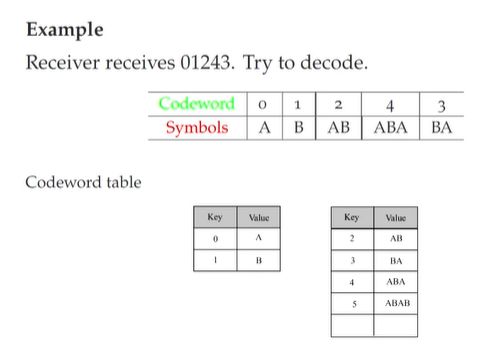 Example
Receiver receives 01243. Try to decode.
Codeword 0 1 2 4 3
Symbols A B AB ABA BA
Codeword table
Key Value
0 A
1 B
Key Value
2 AB
3 BA
4 ABA
5 ABAB